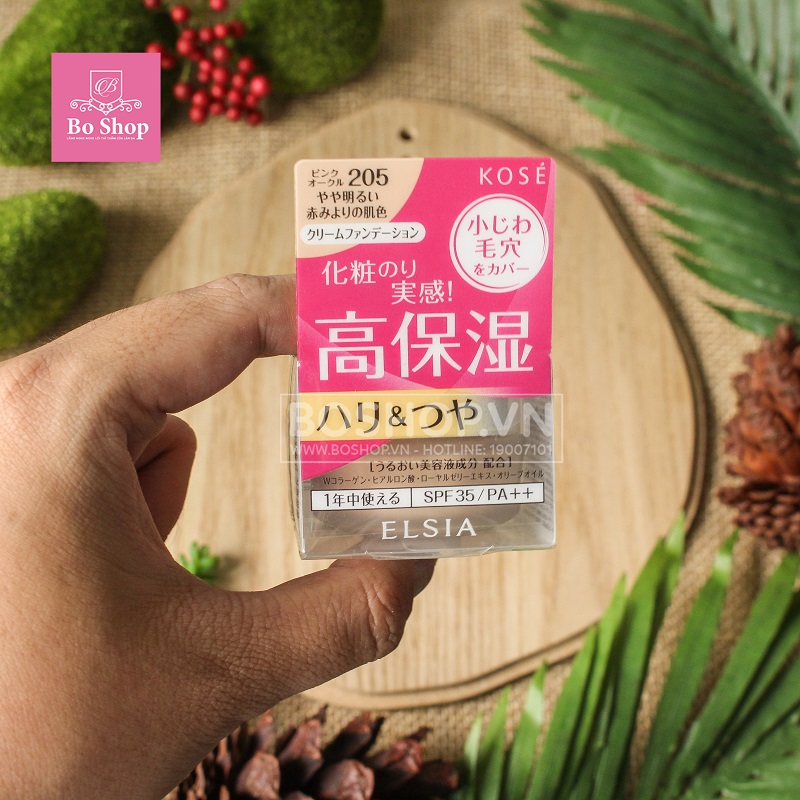 B
Bo Shop
ピンク
オークル 205
やや明るい
赤みよりの肌色
クリームファンデーション
KOSÉ
小じわ
毛穴
をカバー
化粧のり
実感!
高保湿
ハリ&つや
BOSHOP.VN
WWW.BOSHOP.VN - HOTLINE: 19007101
[うるおい美容液成分 配合]
Wコラーゲン・ヒアルロン酸・ローヤルゼリーエキス・オリーブオイル
1年中使える SPF35/PA++
ELSIA